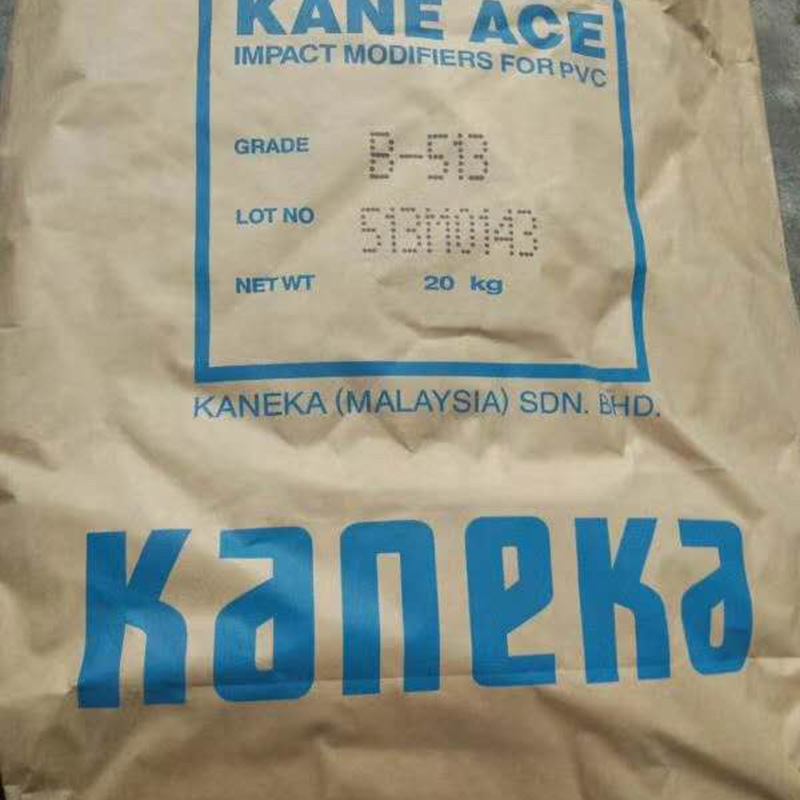 KANE ACE
IMPACT MODIFIERS FOR PVC
GRADE B-513
LOT NO 513M0143
NET WT 20 kg
KANEKA (MALAYSIA) SDN. BHD.
Kaneka